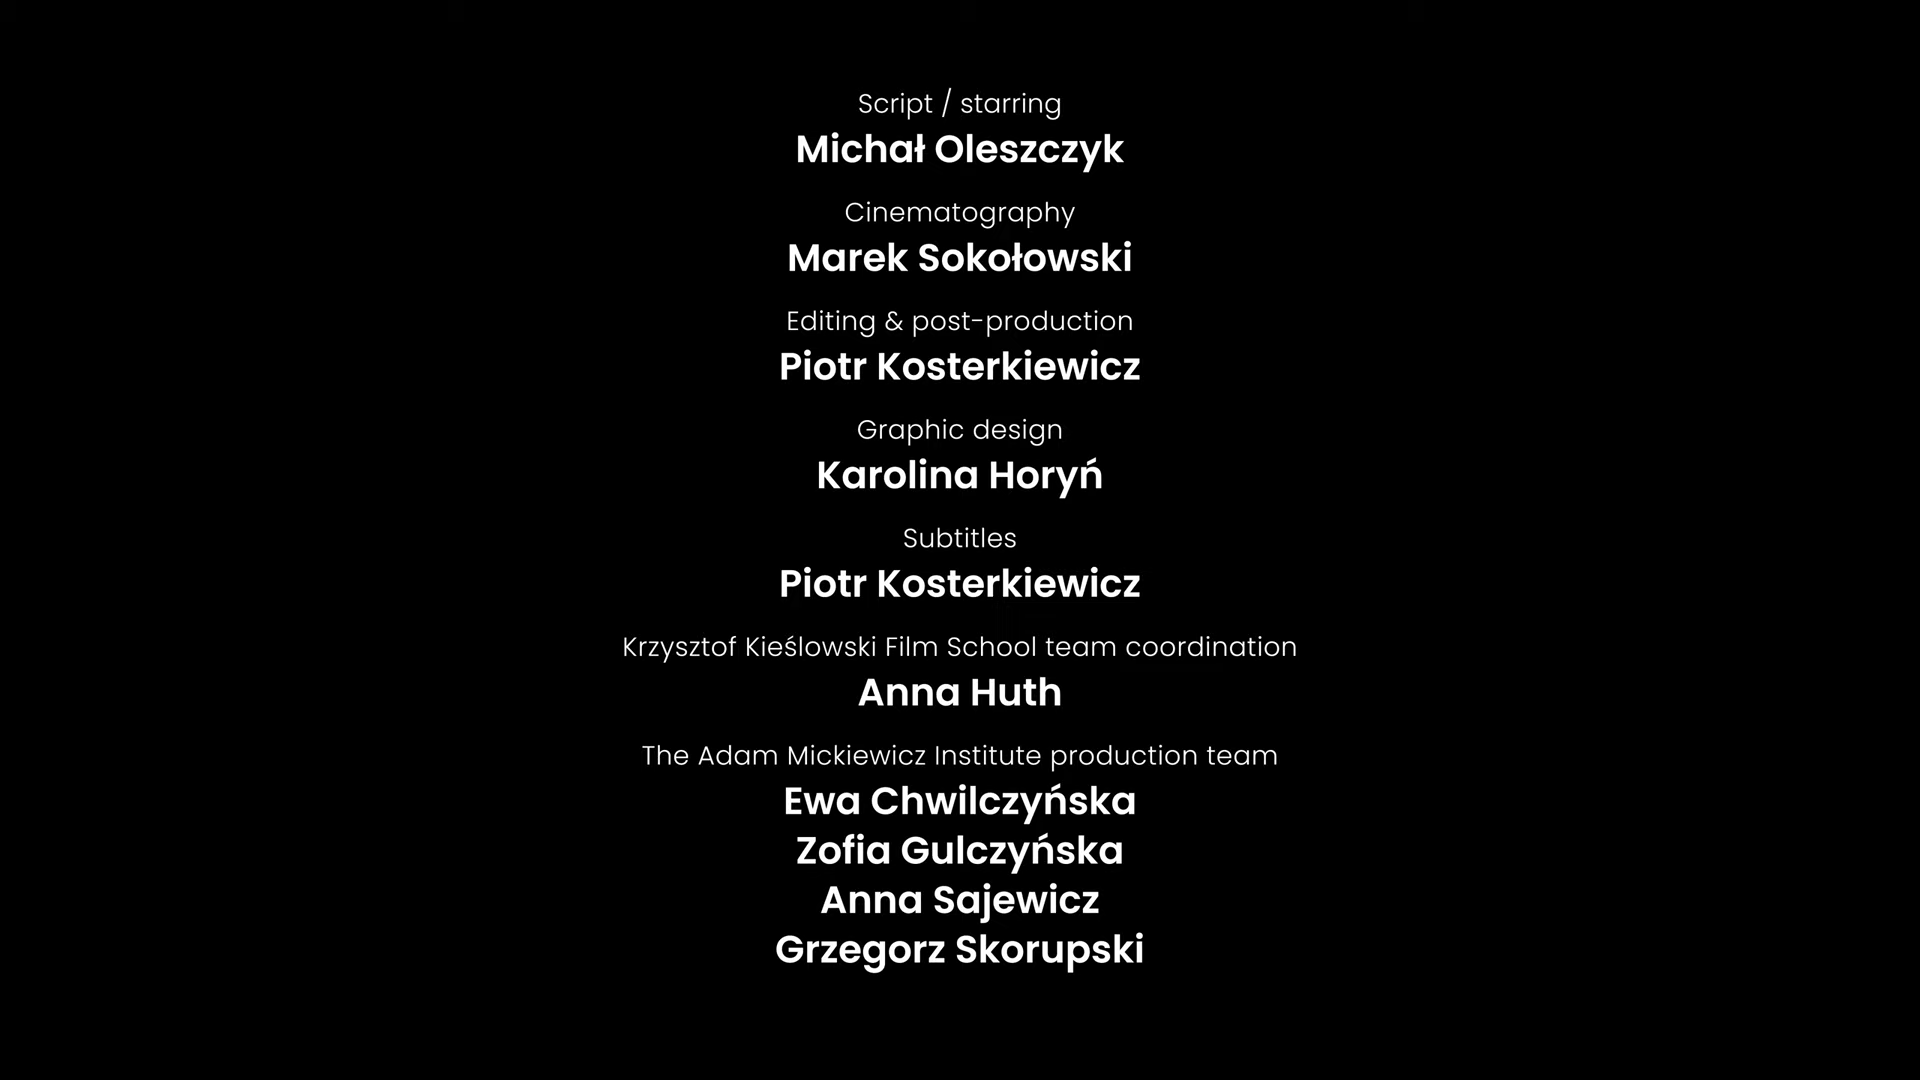 Script / starring
Michał Oleszczyk
Cinematography
Marek Sokołowski
Editing & post-production
Piotr Kosterkiewicz
Graphic design
Karolina Horyń
Subtitles
Piotr Kosterkiewicz
Krzysztof Kieślowski Film School team coordination
Anna Huth
The Adam Mickiewicz Institute production team
Ewa Chwilczyńska
Zofia Gulczyńska
Anna Sajewicz
Grzegorz Skorupski